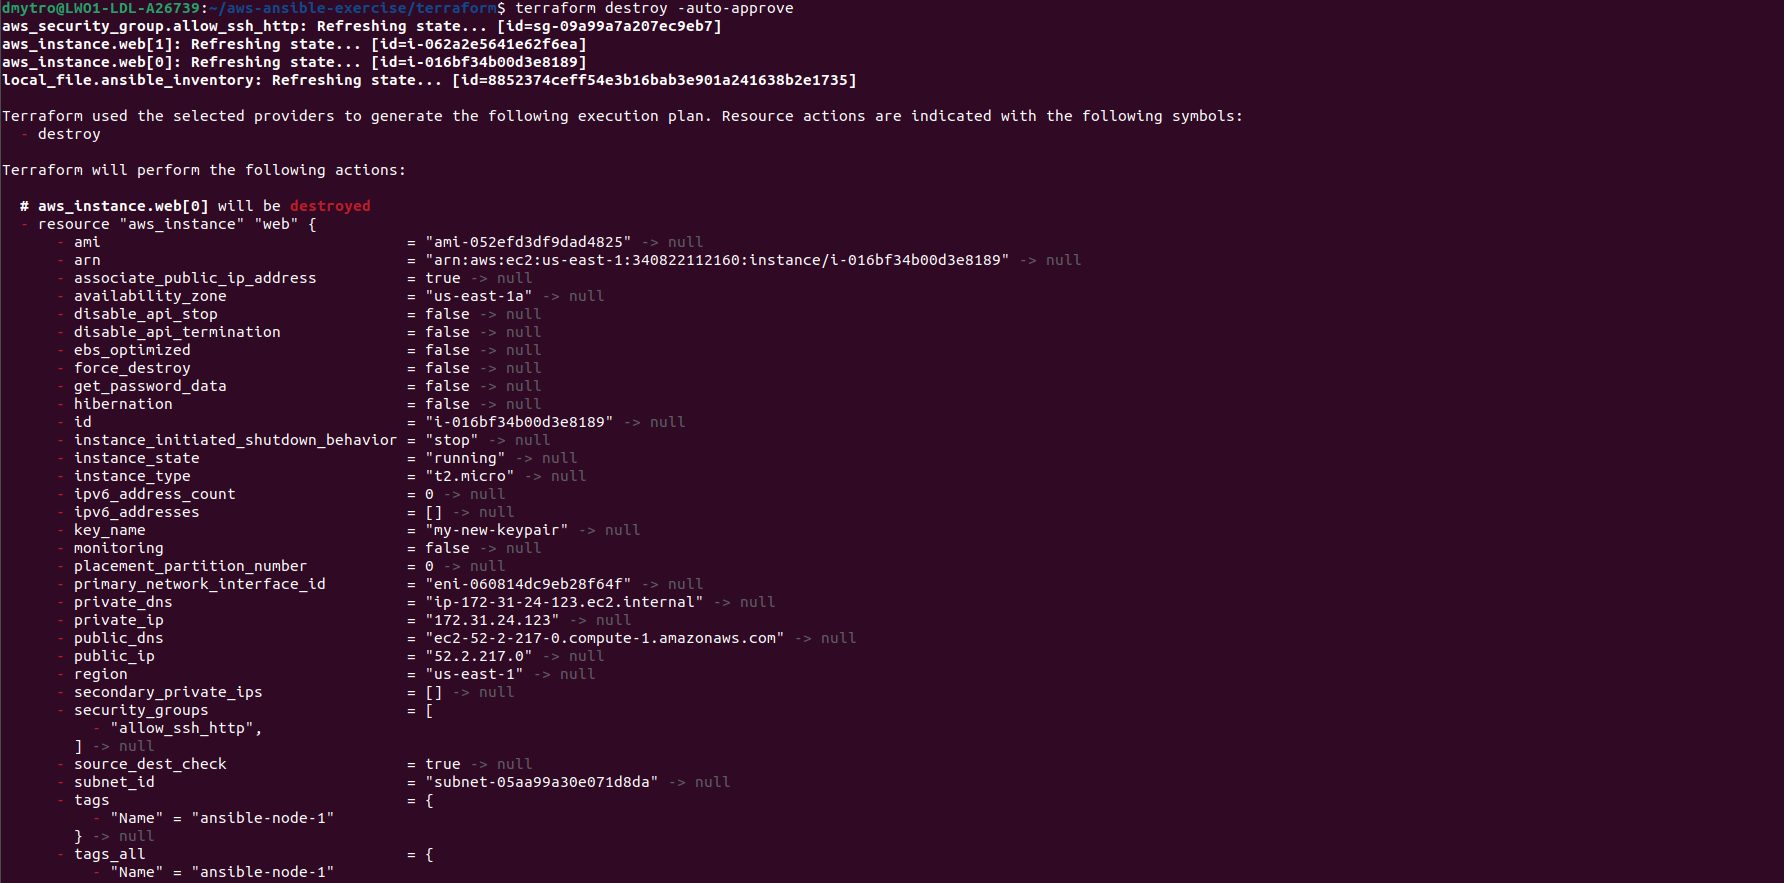 dmytro@LWO1-LDL-A26739:~/aws-ansible-exercise/terraform$ terraform destroy -auto-approve
aws_security_group.allow_ssh_http: Refreshing state... [id=sg-09a99a7a207ec9eb7]
aws_instance.web[1]: Refreshing state... [id=i-062a2e5641e62f6ea]
aws_instance.web[0]: Refreshing state... [id=i-016bf34b00d3e8189]
local_file.ansible_inventory: Refreshing state... [id=8852374ceff54e3b16bab3e901a241638b2e1735]

Terraform used the selected providers to generate the following execution plan. Resource actions are indicated with the following symbols:
  - destroy

Terraform will perform the following actions:

  # aws_instance.web[0] will be destroyed
  - resource "aws_instance" "web" {
      - ami                                  = "ami-052efd3df9dad4825" -> null
      - arn                                  = "arn:aws:ec2:us-east-1:340822112160:instance/i-016bf34b00d3e8189" -> null
      - associate_public_ip_address          = true -> null
      - availability_zone                    = "us-east-1a" -> null
      - disable_api_stop                     = false -> null
      - disable_api_termination              = false -> null
      - ebs_optimized                        = false -> null
      - force_destroy                        = false -> null
      - get_password_data                    = false -> null
      - hibernation                          = false -> null
      - id                                   = "i-016bf34b00d3e8189" -> null
      - instance_initiated_shutdown_behavior = "stop" -> null
      - instance_state                       = "running" -> null
      - instance_type                        = "t2.micro" -> null
      - ipv6_address_count                   = 0 -> null
      - ipv6_addresses                       = [] -> null
      - key_name                             = "my-new-keypair" -> null
      - monitoring                           = false -> null
      - placement_partition_number           = 0 -> null
      - primary_network_interface_id         = "eni-060814dc9eb28f64f" -> null
      - private_dns                          = "ip-172-31-24-123.ec2.internal" -> null
      - private_ip                           = "172.31.24.123" -> null
      - public_dns                           = "ec2-52-2-217-0.compute-1.amazonaws.com" -> null
      - public_ip                            = "52.2.217.0" -> null
      - region                               = "us-east-1" -> null
      - secondary_private_ips                = [] -> null
      - security_groups                      = [
          - "allow_ssh_http",
        ] -> null
      - source_dest_check                    = true -> null
      - subnet_id                            = "subnet-05aa99a30e071d8da" -> null
      - tags                                 = {
          - "Name" = "ansible-node-1"
        } -> null
      - tags_all                             = {
          - "Name" = "ansible-node-1"